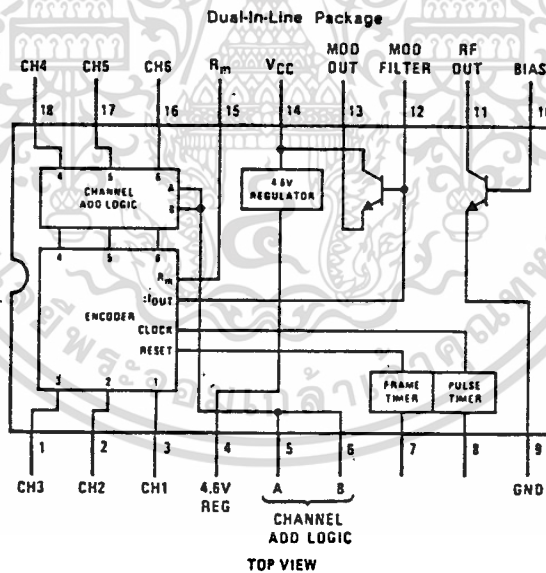 Dual-In-Line Package
CH4 CH5 CH6 Rm VCC MOD OUT MOD FILTER RF OUT BIAS
18 17 16 15 14 13 12 11
4 5 6 A
CHANNEL ADD LOGIC
B
4.6V REGULATOR
4 5 6
Rm
IOUT
ENCODER
CLOCK
RESET
3 2 1
FRAME TIMER
PULSE TIMER
1 2 3 4 5 6 7 8 9
CH3 CH2 CH1 4.6V REG A B GND
CHANNEL ADD LOGIC
TOP VIEW